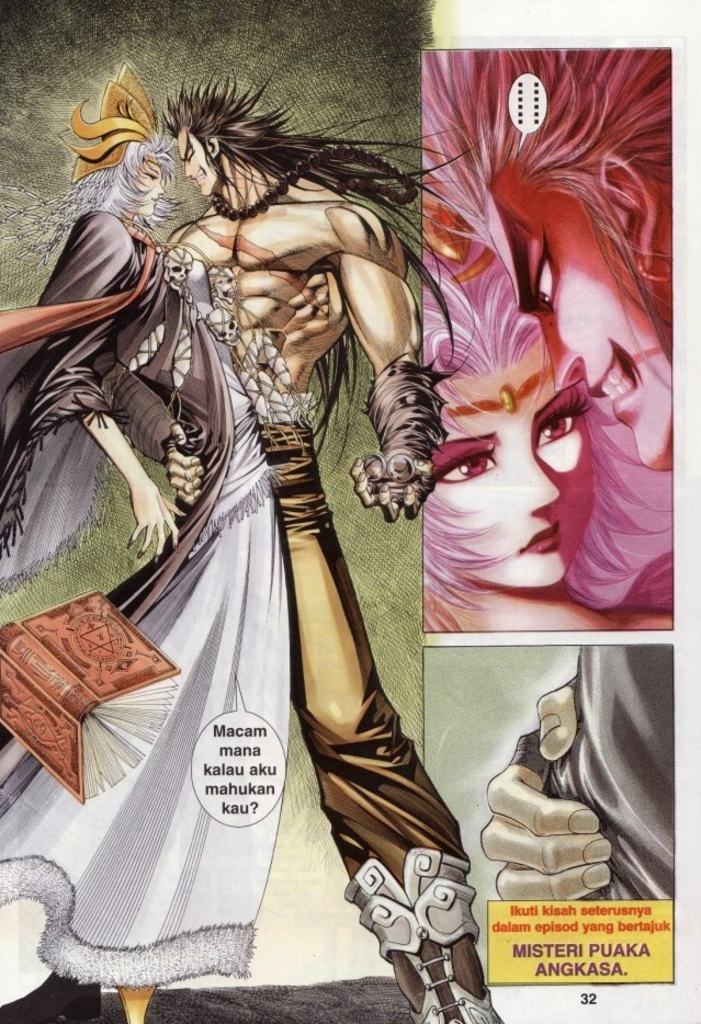 Macam
mana
kalau aku
mahukan
kau?
Ikuti kisah seterusnya
dalam episod yang bertajuk
MISTERI PUAKA
ANGKASA.
32